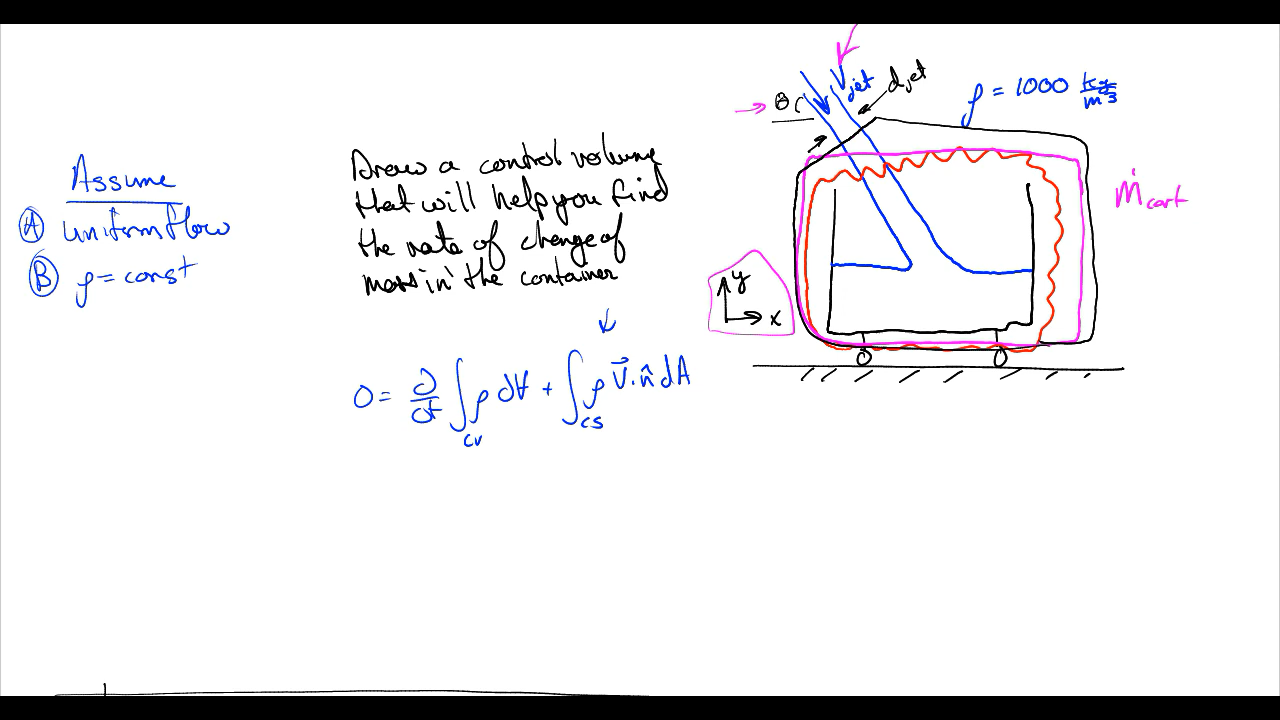 Assume
Ⓐ uniform flow
Ⓑ ρ = const
Draw a control volume
that will help you find
the rate of change of
mass in the container
0 = ∂/∂t ∫cv ρ dV + ∫cs ρ V⃗·n̂ dA
θ
Vjet
djet
ρ = 1000 kg/m³
ṁcart
y
x